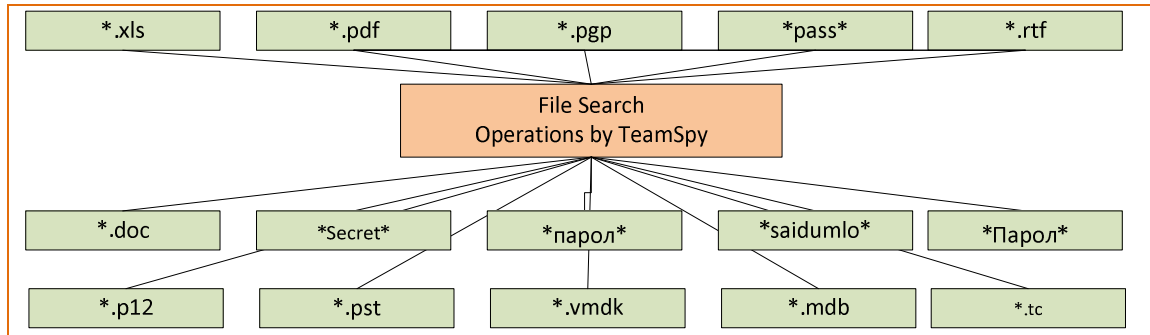 *.xls
*.pdf
*.pgp
*pass*
*.rtf
File Search
Operations by TeamSpy
*.doc
*Secret*
*парол*
*saidumlo*
*Парол*
*.p12
*.pst
*.vmdk
*.mdb
*.tc